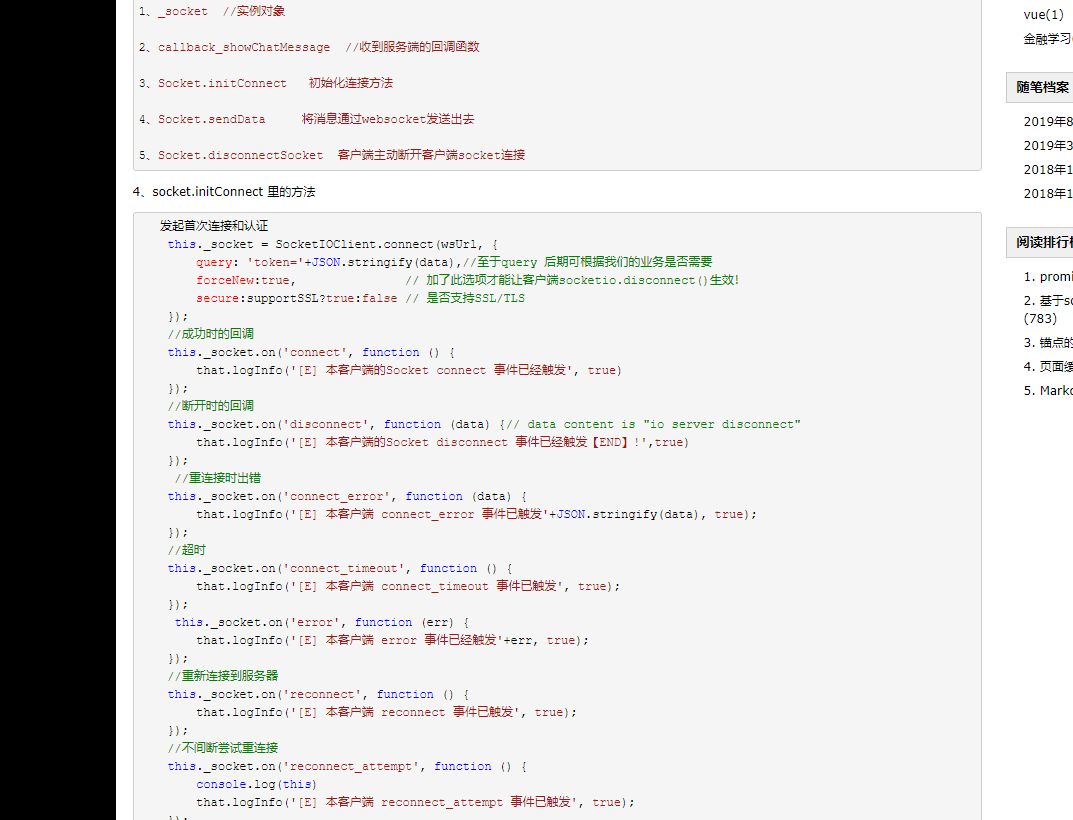 1、_socket  //实例对象
2、callback_showChatMessage  //收到服务端的回调函数
3、Socket.initConnect   初始化连接方法
4、Socket.sendData     将消息通过websocket发送出去
5、Socket.disconnectSocket  客户端主动断开客户端socket连接
4、socket.initConnect 里的方法
发起首次连接和认证
this._socket = SocketIOClient.connect(wsUrl, {
query: 'token='+JSON.stringify(data),//至于query 后期可根据我们的业务是否需要
forceNew:true,               // 加了此选项才能让客户端socketio.disconnect()生效!
secure:supportSSL?true:false // 是否支持SSL/TLS
});
//成功时的回调
this._socket.on('connect', function () {
that.logInfo('[E] 本客户端的Socket connect 事件已经触发', true)
});
//断开时的回调
this._socket.on('disconnect', function (data) {// data content is "io server disconnect"
that.logInfo('[E] 本客户端的Socket disconnect 事件已经触发【END】!',true)
});
//重连接时出错
this._socket.on('connect_error', function (data) {
that.logInfo('[E] 本客户端 connect_error 事件已触发'+JSON.stringify(data), true);
});
//超时
this._socket.on('connect_timeout', function () {
that.logInfo('[E] 本客户端 connect_timeout 事件已触发', true);
});
this._socket.on('error', function (err) {
that.logInfo('[E] 本客户端 error 事件已经触发'+err, true);
});
//重新连接到服务器
this._socket.on('reconnect', function () {
that.logInfo('[E] 本客户端 reconnect 事件已触发', true);
});
//不间断尝试重连接
this._socket.on('reconnect_attempt', function () {
console.log(this)
that.logInfo('[E] 本客户端 reconnect_attempt 事件已触发', true);
});
vue(1)
金融学习
随笔档案
2019年8
2019年3
2018年1
2018年1
阅读排行
1. promi
2. 基于so
(783)
3. 锚点的
4. 页面缓
5. Marko